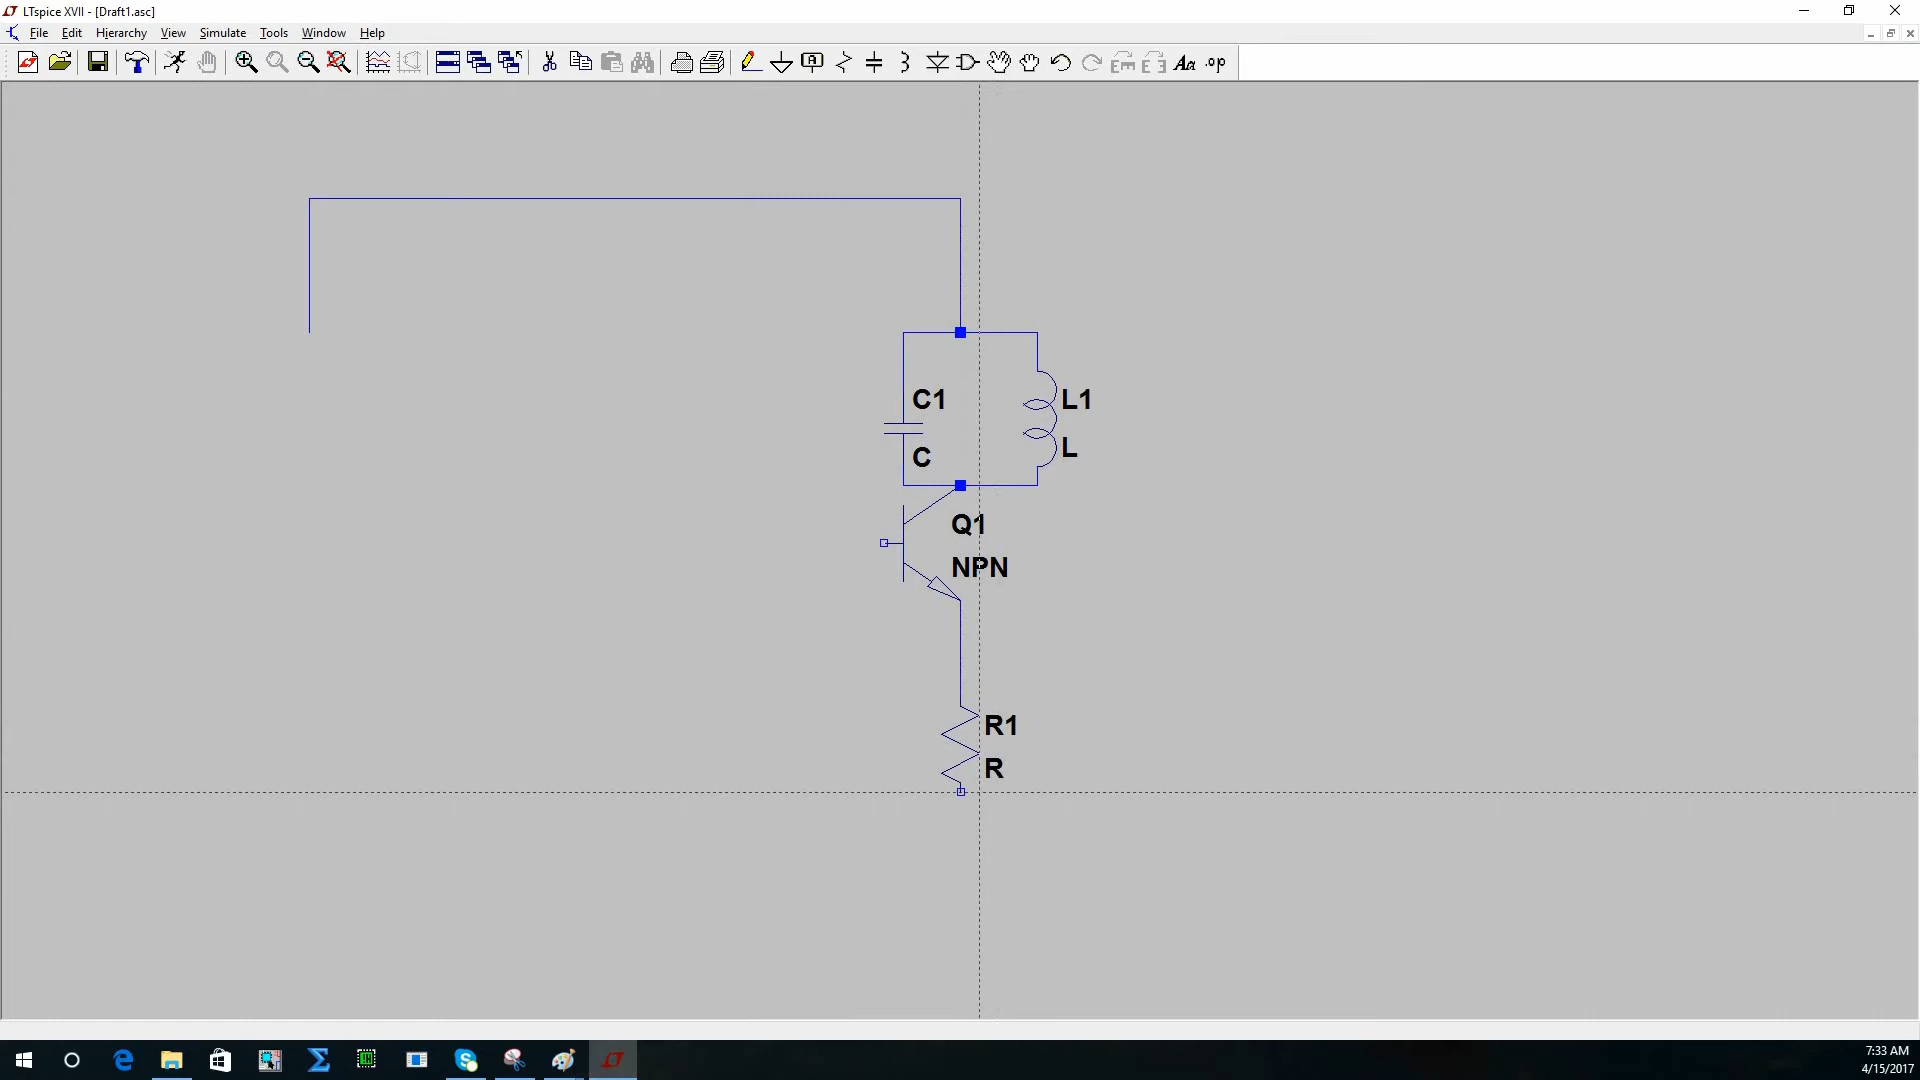 LTspice XVII - [Draft1.asc]
File Edit Hierarchy View Simulate Tools Window Help
Aa .op
C1
L1
C
L
Q1
NPN
R1
R
7:33 AM
4/15/2017